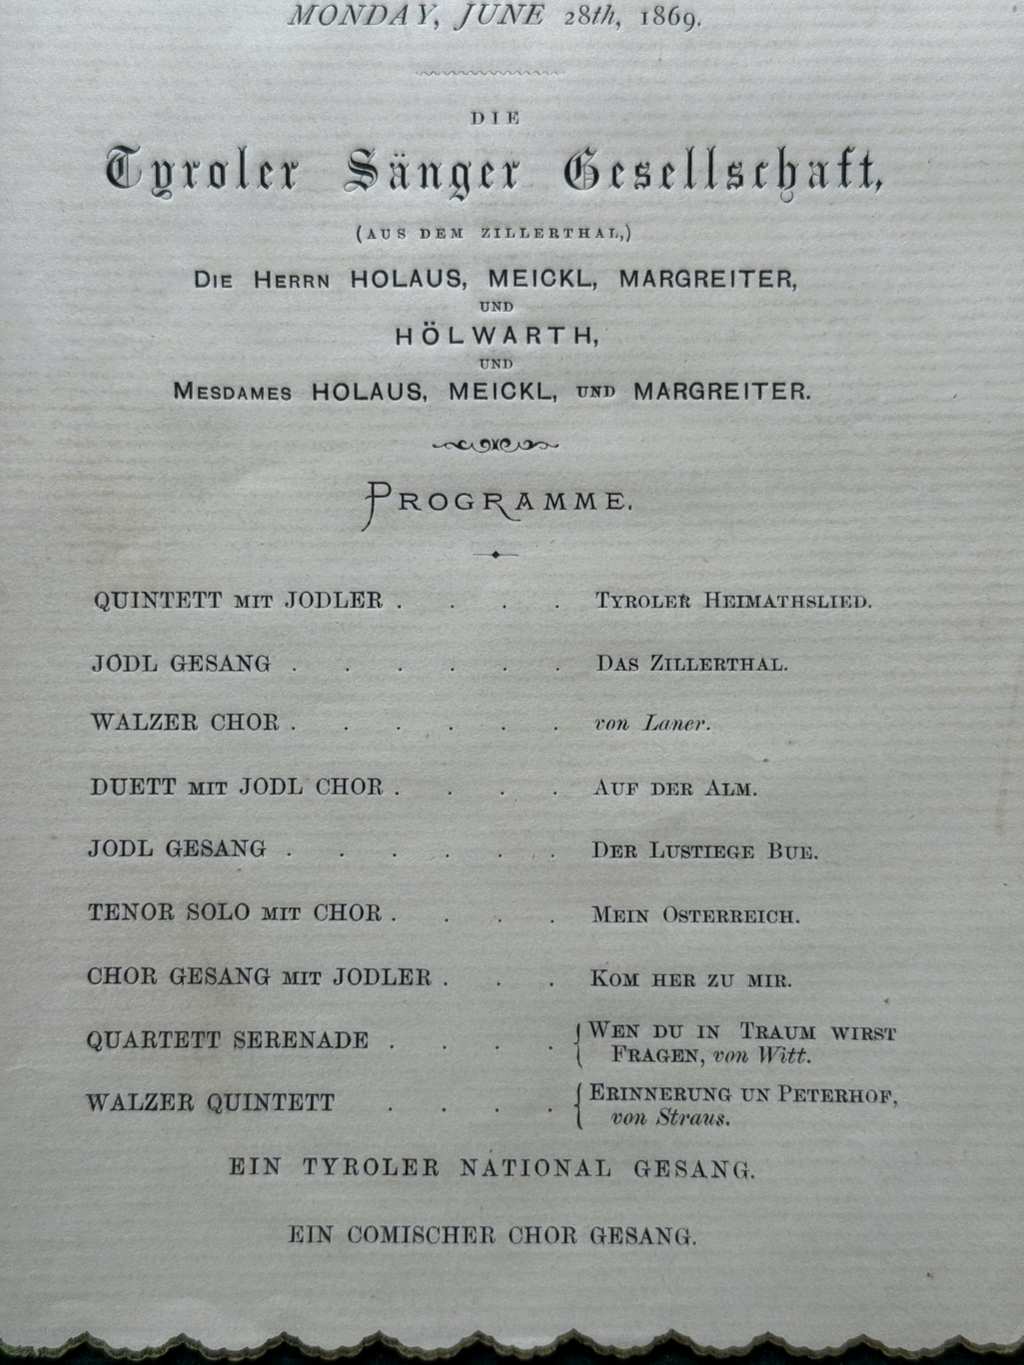 MONDAY, JUNE 28th, 1869.
DIE
Tyroler Sänger Gesellschaft,
(AUS DEM ZILLERTHAL,)
DIE HERRN HOLAUS, MEICKL, MARGREITER,
UND
HÖLWARTH,
UND
MESDAMES HOLAUS, MEICKL, UND MARGREITER.
PROGRAMME.
QUINTETT MIT JODLER . . . . TYROLER HEIMATHSLIED.
JODL GESANG . . . . . . DAS ZILLERTHAL.
WALZER CHOR . . . . . . von Laner.
DUETT MIT JODL CHOR . . . . AUF DER ALM.
JODL GESANG . . . . . . DER LUSTIEGE BUE.
TENOR SOLO MIT CHOR . . . . MEIN OSTERREICH.
CHOR GESANG MIT JODLER . . . KOM HER ZU MIR.
QUARTETT SERENADE . . . . WEN DU IN TRAUM WIRST
FRAGEN, von Witt.
WALZER QUINTETT . . . . ERINNERUNG UN PETERHOF,
von Straus.
EIN TYROLER NATIONAL GESANG.
EIN COMISCHER CHOR GESANG.